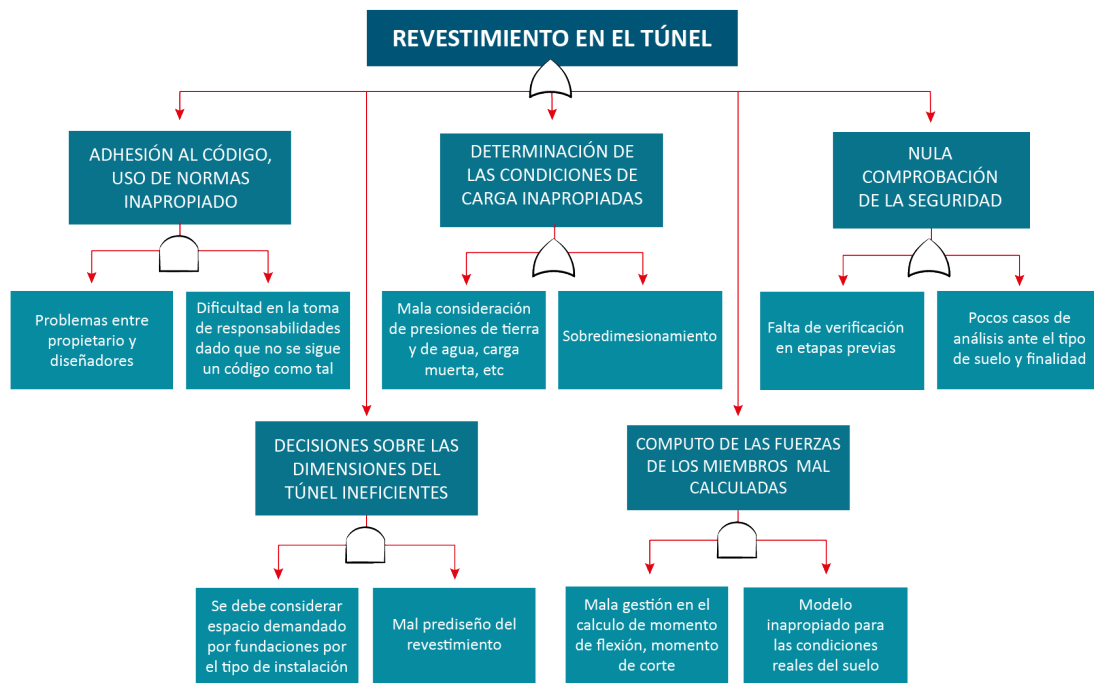 REVESTIMIENTO EN EL TÚNEL
ADHESIÓN AL CÓDIGO,
USO DE NORMAS
INAPROPIADO
DETERMINACIÓN DE
LAS CONDICIONES DE
CARGA INAPROPIADAS
NULA
COMPROBACIÓN
DE LA SEGURIDAD
Problemas entre
propietario y
diseñadores
Dificultad en la toma
de responsabilidades
dado que no se sigue
un código como tal
Mala consideración
de presiones de tierra
y de agua, carga
muerta, etc
Sobredimesionamiento
Falta de verificación
en etapas previas
Pocos casos de
análisis ante el tipo
de suelo y finalidad
DECISIONES SOBRE LAS
DIMENSIONES DEL
TÚNEL INEFICIENTES
COMPUTO DE LAS FUERZAS
DE LOS MIEMBROS MAL
CALCULADAS
Se debe considerar
espacio demandado
por fundaciones por
el tipo de instalación
Mal prediseño del
revestimiento
Mala gestión en el
calculo de momento
de flexión, momento
de corte
Modelo
inapropiado para
las condiciones
reales del suelo